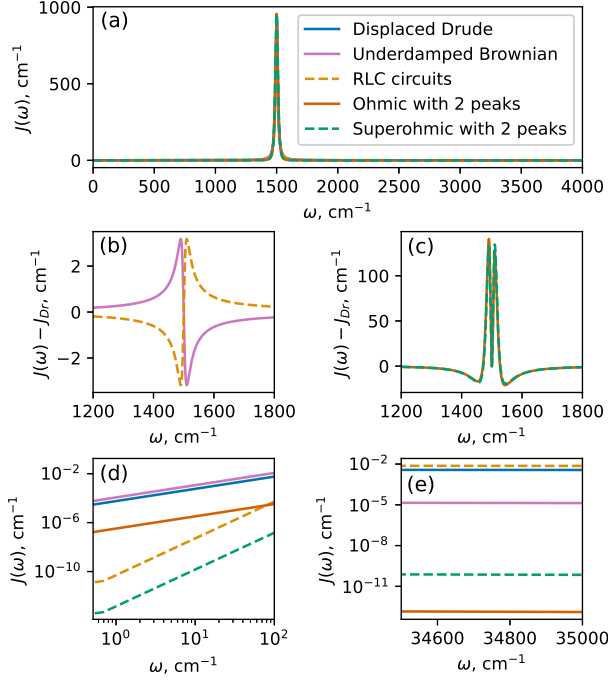 (a)
1000
500
0
J(ω), cm⁻¹
Displaced Drude
Underdamped Brownian
RLC circuits
Ohmic with 2 peaks
Superohmic with 2 peaks
0 500 1000 1500 2000 2500 3000 3500 4000
ω, cm⁻¹
(b)
2
0
−2
J(ω) − J_Dr, cm⁻¹
1200 1400 1600 1800
ω, cm⁻¹
(c)
100
50
0
J(ω) − J_Dr, cm⁻¹
1200 1400 1600 1800
ω, cm⁻¹
(d)
10⁻²
10⁻⁶
10⁻¹⁰
J(ω), cm⁻¹
10⁰ 10¹ 10²
ω, cm⁻¹
(e)
10⁻²
10⁻⁵
10⁻⁸
10⁻¹¹
J(ω), cm⁻¹
34600 34800 35000
ω, cm⁻¹